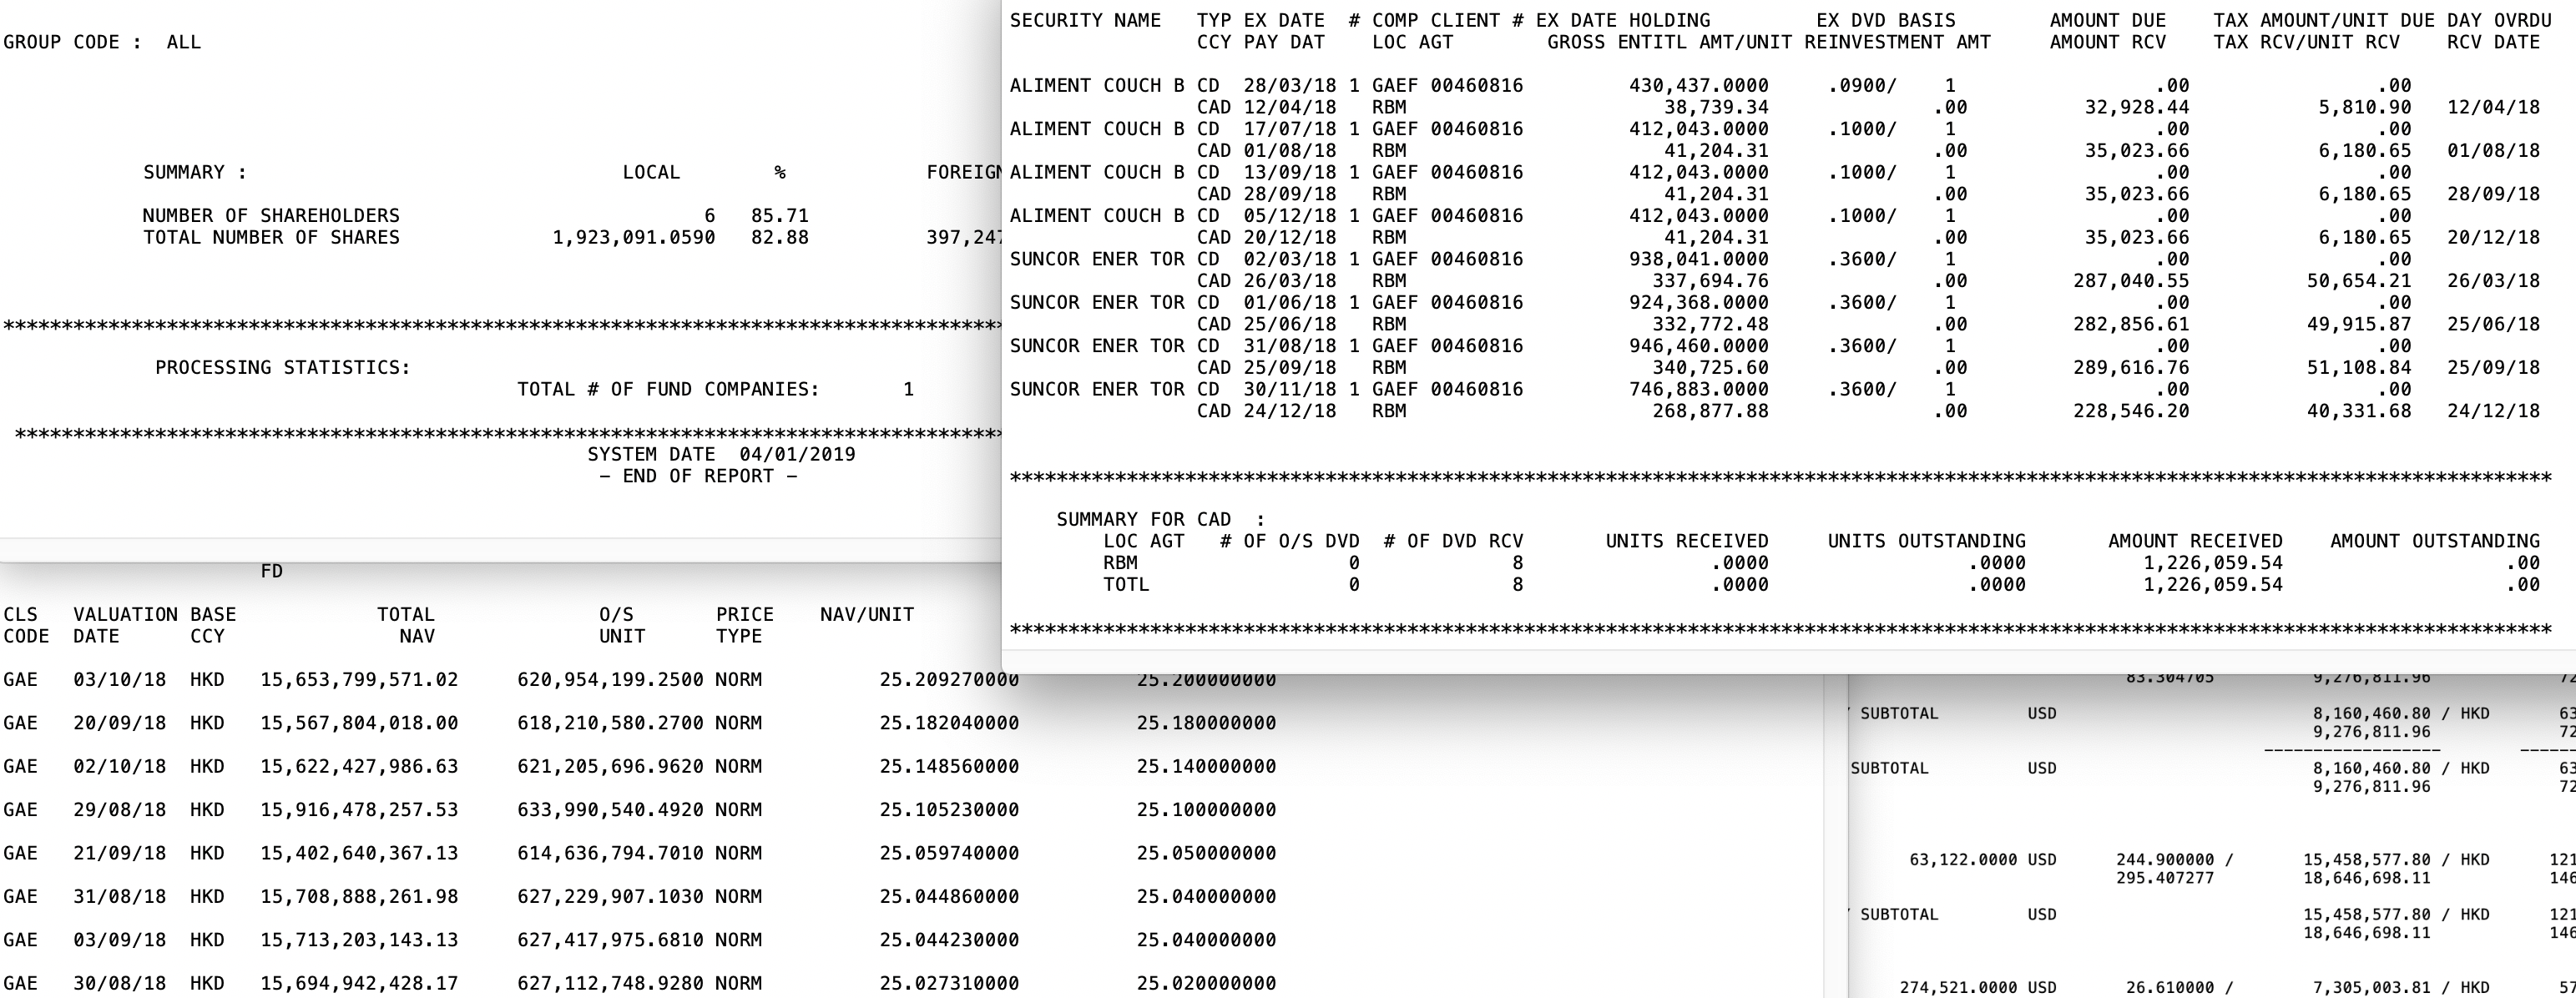 GROUP CODE :  ALL
SUMMARY :                LOCAL        %          FOREIGN
NUMBER OF SHAREHOLDERS                          6   85.71
TOTAL NUMBER OF SHARES             1,923,091.0590   82.88          397,247
************************************************************************************
PROCESSING STATISTICS:
TOTAL # OF FUND COMPANIES:       1
************************************************************************************
SYSTEM DATE  04/01/2019
– END OF REPORT –
SECURITY NAME   TYP EX DATE  # COMP CLIENT # EX DATE HOLDING         EX DVD BASIS        AMOUNT DUE    TAX AMOUNT/UNIT DUE DAY OVRDU
CCY PAY DAT    LOC AGT        GROSS ENTITL AMT/UNIT REINVESTMENT AMT     AMOUNT RCV    TAX RCV/UNIT RCV    RCV DATE
ALIMENT COUCH B CD  28/03/18 1 GAEF 00460816         430,437.0000     .0900/    1                 .00                .00
CAD 12/04/18   RBM                      38,739.34              .00          32,928.44           5,810.90   12/04/18
ALIMENT COUCH B CD  17/07/18 1 GAEF 00460816         412,043.0000     .1000/    1                 .00                .00
CAD 01/08/18   RBM                      41,204.31              .00          35,023.66           6,180.65   01/08/18
ALIMENT COUCH B CD  13/09/18 1 GAEF 00460816         412,043.0000     .1000/    1                 .00                .00
CAD 28/09/18   RBM                      41,204.31              .00          35,023.66           6,180.65   28/09/18
ALIMENT COUCH B CD  05/12/18 1 GAEF 00460816         412,043.0000     .1000/    1                 .00                .00
CAD 20/12/18   RBM                      41,204.31              .00          35,023.66           6,180.65   20/12/18
SUNCOR ENER TOR CD  02/03/18 1 GAEF 00460816         938,041.0000     .3600/    1                 .00                .00
CAD 26/03/18   RBM                     337,694.76              .00         287,040.55          50,654.21   26/03/18
SUNCOR ENER TOR CD  01/06/18 1 GAEF 00460816         924,368.0000     .3600/    1                 .00                .00
CAD 25/06/18   RBM                     332,772.48              .00         282,856.61          49,915.87   25/06/18
SUNCOR ENER TOR CD  31/08/18 1 GAEF 00460816         946,460.0000     .3600/    1                 .00                .00
CAD 25/09/18   RBM                     340,725.60              .00         289,616.76          51,108.84   25/09/18
SUNCOR ENER TOR CD  30/11/18 1 GAEF 00460816         746,883.0000     .3600/    1                 .00                .00
CAD 24/12/18   RBM                     268,877.88              .00         228,546.20          40,331.68   24/12/18
************************************************************************************************************************************
SUMMARY FOR CAD  :
LOC AGT   # OF O/S DVD  # OF DVD RCV       UNITS RECEIVED     UNITS OUTSTANDING       AMOUNT RECEIVED    AMOUNT OUTSTANDING
RBM                  0             8                .0000                 .0000          1,226,059.54                   .00
TOTL                 0             8                .0000                 .0000          1,226,059.54                   .00
************************************************************************************************************************************
FD
CLS   VALUATION BASE            TOTAL              O/S      PRICE    NAV/UNIT
CODE  DATE      CCY               NAV              UNIT     TYPE
GAE   03/10/18  HKD   15,653,799,571.02     620,954,199.2500 NORM          25.209270000          25.200000000
GAE   20/09/18  HKD   15,567,804,018.00     618,210,580.2700 NORM          25.182040000          25.180000000
GAE   02/10/18  HKD   15,622,427,986.63     621,205,696.9620 NORM          25.148560000          25.140000000
GAE   29/08/18  HKD   15,916,478,257.53     633,990,540.4920 NORM          25.105230000          25.100000000
GAE   21/09/18  HKD   15,402,640,367.13     614,636,794.7010 NORM          25.059740000          25.050000000
GAE   31/08/18  HKD   15,708,888,261.98     627,229,907.1030 NORM          25.044860000          25.040000000
GAE   03/09/18  HKD   15,713,203,143.13     627,417,975.6810 NORM          25.044230000          25.040000000
GAE   30/08/18  HKD   15,694,942,428.17     627,112,748.9280 NORM          25.027310000          25.020000000
83.304705          9,276,811.96          72
SUBTOTAL          USD                              8,160,460.80 / HKD     63
9,276,811.96          72
SUBTOTAL          USD                              8,160,460.80 / HKD     63
9,276,811.96
63,122.0000 USD       244.900000 /        15,458,577.80 / HKD    121
295.407277          18,646,698.11          146
SUBTOTAL          USD                             15,458,577.80 / HKD    121
18,646,698.11          146
274,521.0000 USD        26.610000 /         7,305,003.81 / HKD     57